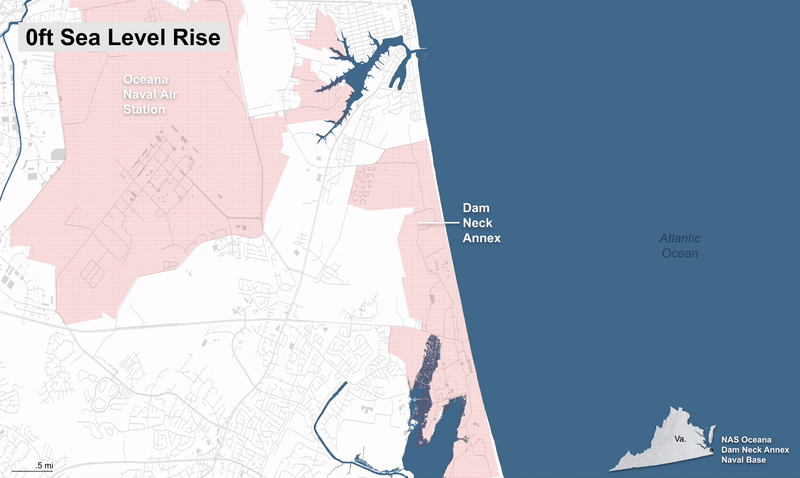 0ft Sea Level Rise
Oceana
Naval Air
Station
Dam
Neck
Annex
Atlantic
Ocean
.5 mi
Va.
NAS Oceana
Dam Neck Annex
Naval Base